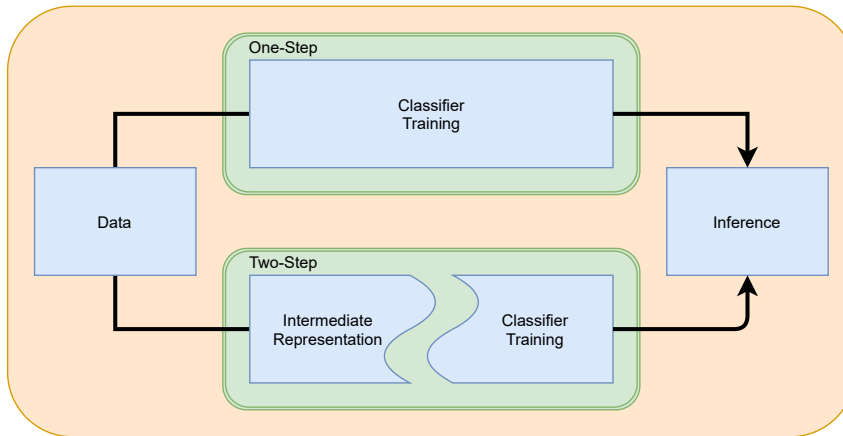 One-Step
Classifier
Training
Data
Inference
Two-Step
Intermediate
Representation
Classifier
Training